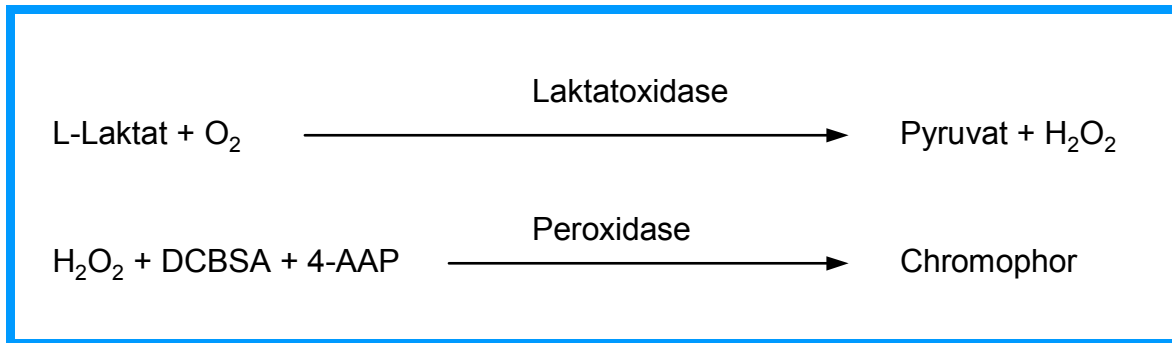 Laktatoxidase
L-Laktat + O₂ Pyruvat + H₂O₂
Peroxidase
H₂O₂ + DCBSA + 4-AAP Chromophor